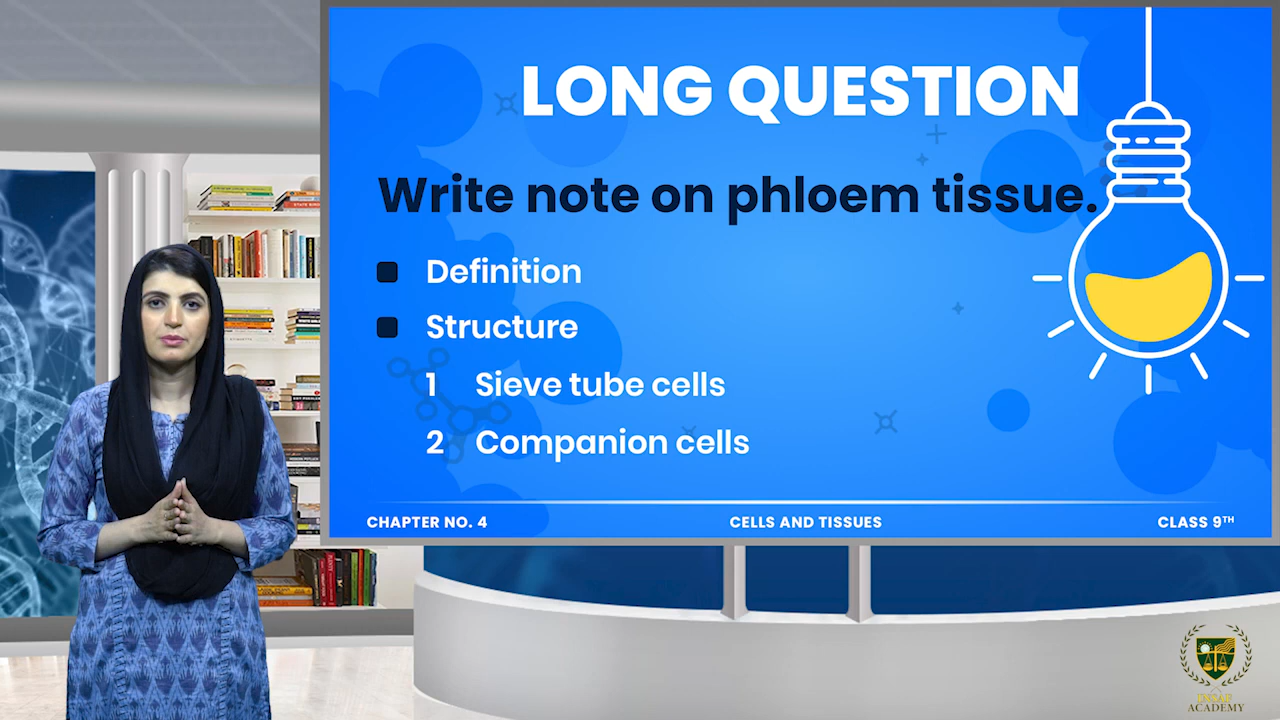 LONG QUESTION
Write note on phloem tissue.
Definition
Structure
1 Sieve tube cells
2 Companion cells
CHAPTER NO. 4 CELLS AND TISSUES CLASS 9TH
ACADEMY